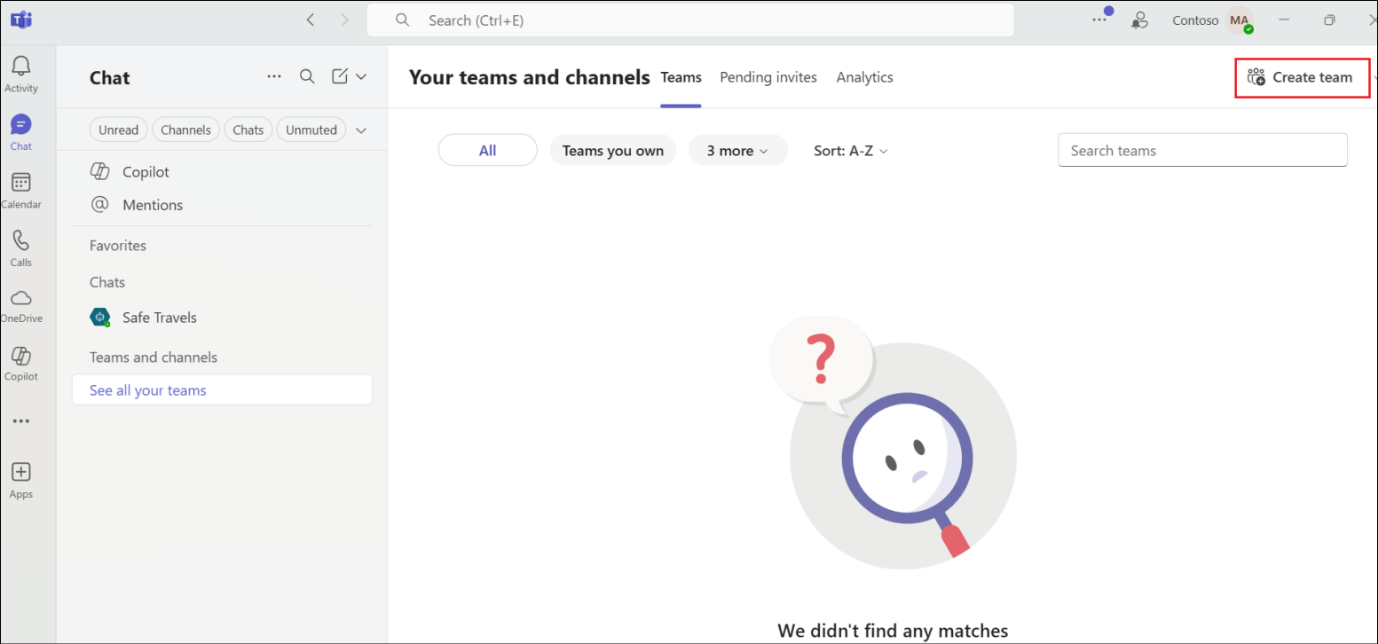 Search (Ctrl+E)
Contoso
MA
Activity
Chat
Calendar
Calls
OneDrive
Copilot
Apps
Chat
Unread
Channels
Chats
Unmuted
Copilot
Mentions
Favorites
Chats
Safe Travels
Teams and channels
See all your teams
Your teams and channels
Teams
Pending invites
Analytics
Create team
All
Teams you own
3 more
Sort: A-Z
Search teams
?
We didn't find any matches